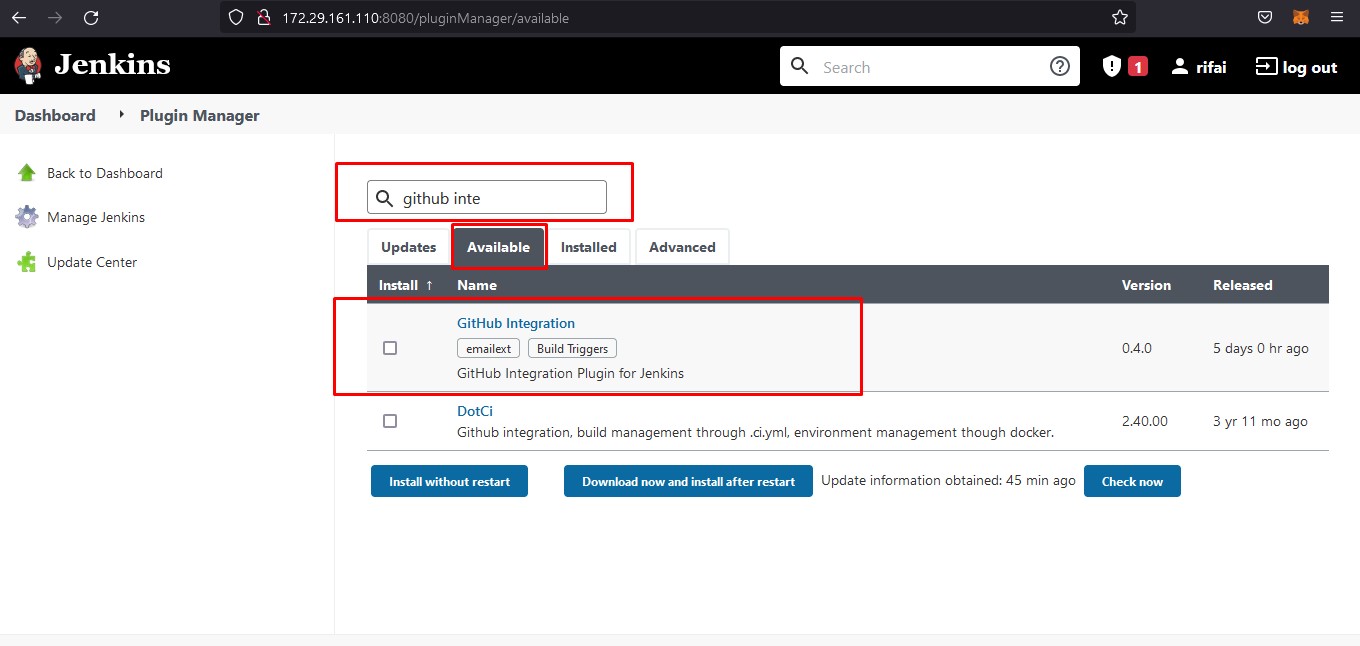 172.29.161.110:8080/pluginManager/available
Jenkins
Search
1
rifai
log out
Dashboard
Plugin Manager
Back to Dashboard
Manage Jenkins
Update Center
github inte
Updates
Available
Installed
Advanced
Install ↑ Name Version Released
GitHub Integration
emailext Build Triggers
GitHub Integration Plugin for Jenkins
0.4.0
5 days 0 hr ago
DotCi
Github integration, build management through .ci.yml, environment management though docker.
2.40.00
3 yr 11 mo ago
Install without restart
Download now and install after restart
Update information obtained: 45 min ago
Check now